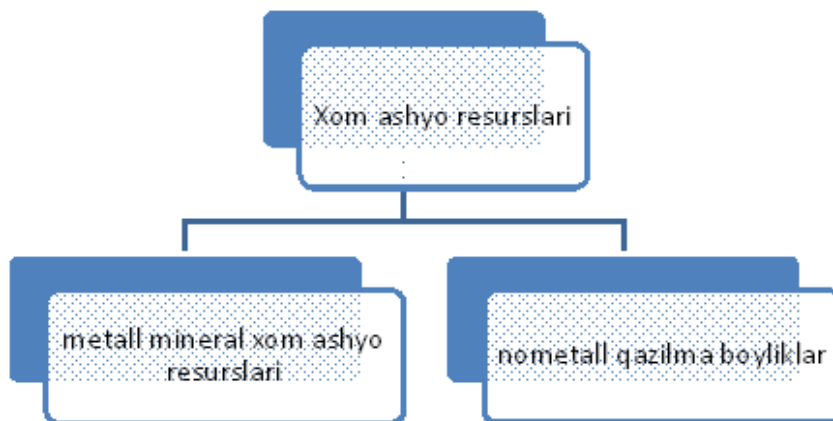 Xom ashyo resurslari
metall mineral xom ashyo
resurslari
nometall qazilma boyliklar